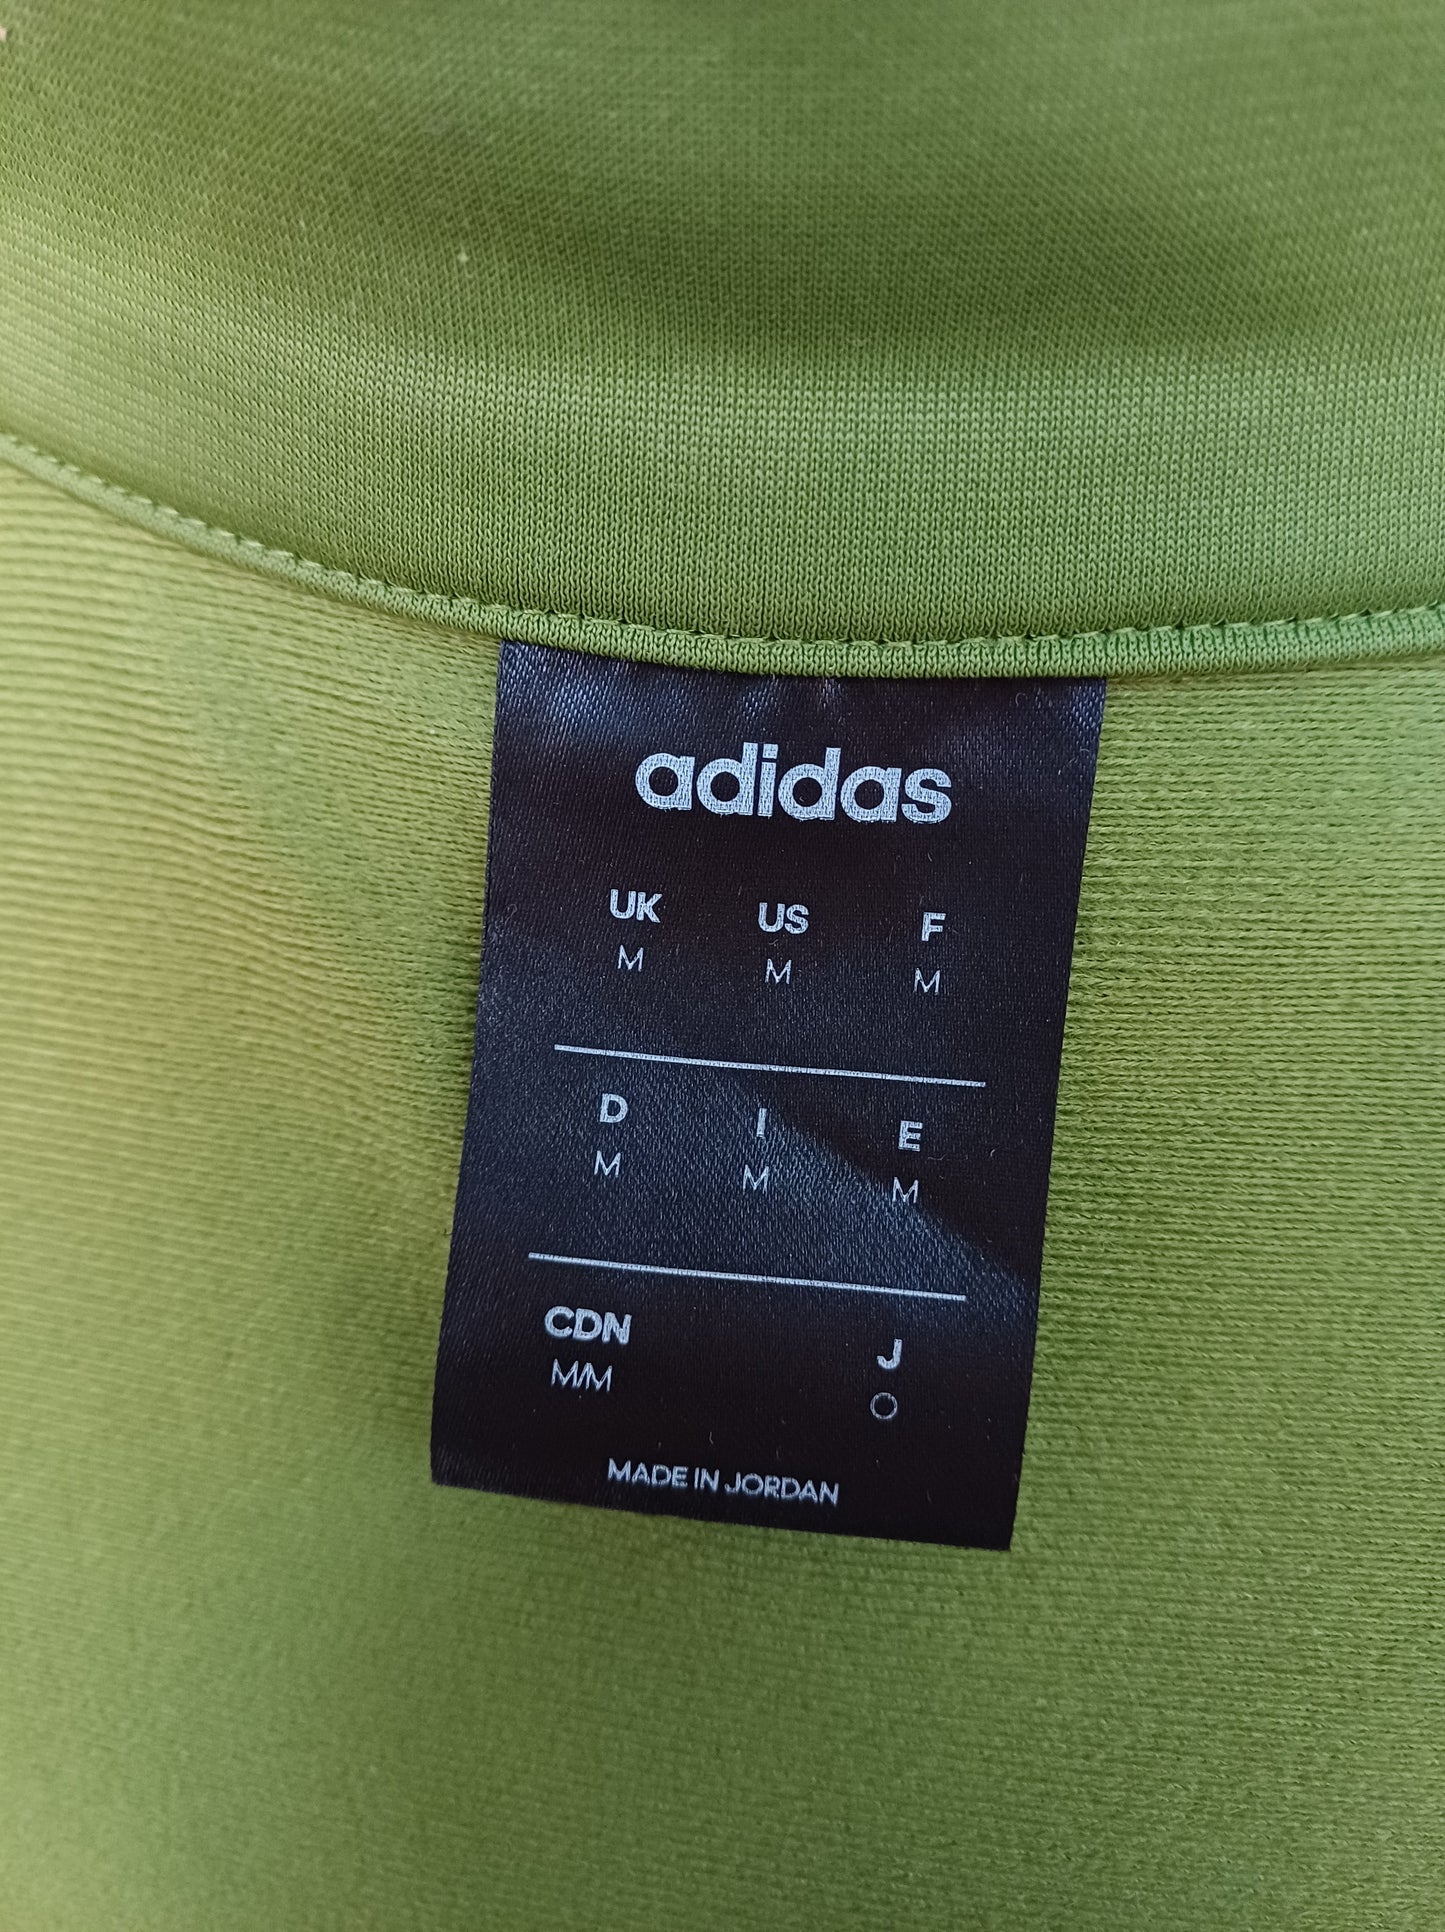 adidas
UK US F
M M M
D I E
M M M
CDN J
M/M O
MADE IN JORDAN